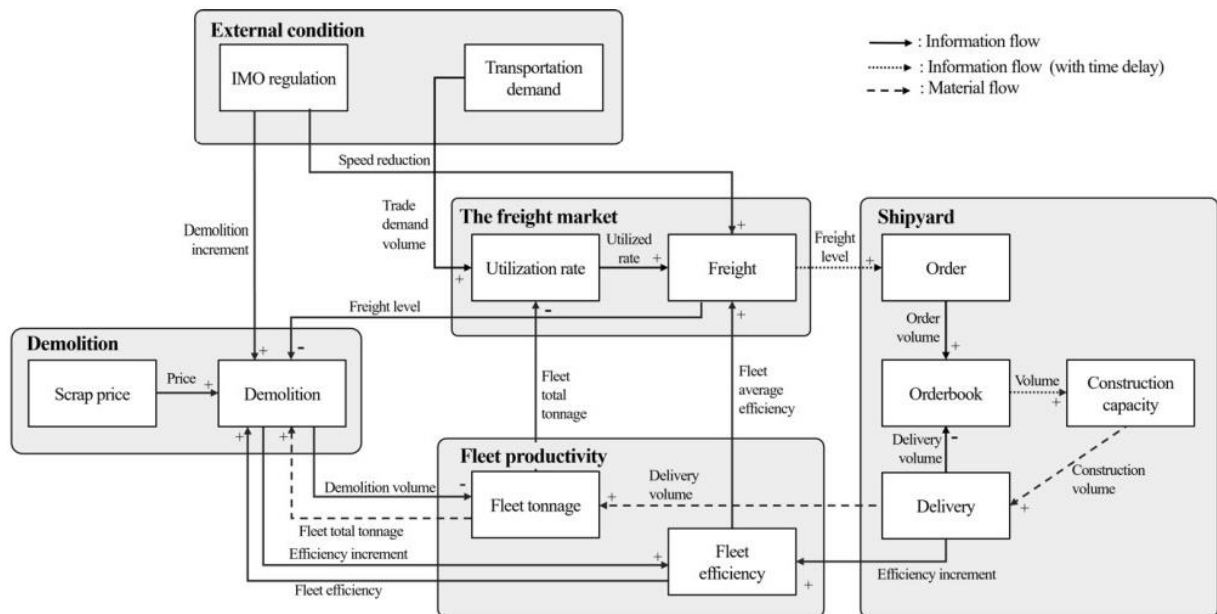 External condition
IMO regulation
Transportation
demand
: Information flow
: Information flow (with time delay)
: Material flow
Speed reduction
Demolition
increment
Trade
demand
volume
The freight market
Utilization rate
Utilized
rate
Freight
+
+
+
+
-
Freight
level
+
Shipyard
Order
Order
volume
+
Freight level
Demolition
Scrap price
Price
+
+
-
Demolition
+
+
Fleet
total
tonnage
Fleet
average
efficiency
Orderbook
Volume
+
Construction
capacity
Delivery
volume
-
Construction
volume
Delivery
+
Fleet productivity
Demolition volume
-
Fleet tonnage
+
Delivery
volume
Fleet total tonnage
Efficiency increment
+
Fleet
efficiency
+
Efficiency increment
Fleet efficiency